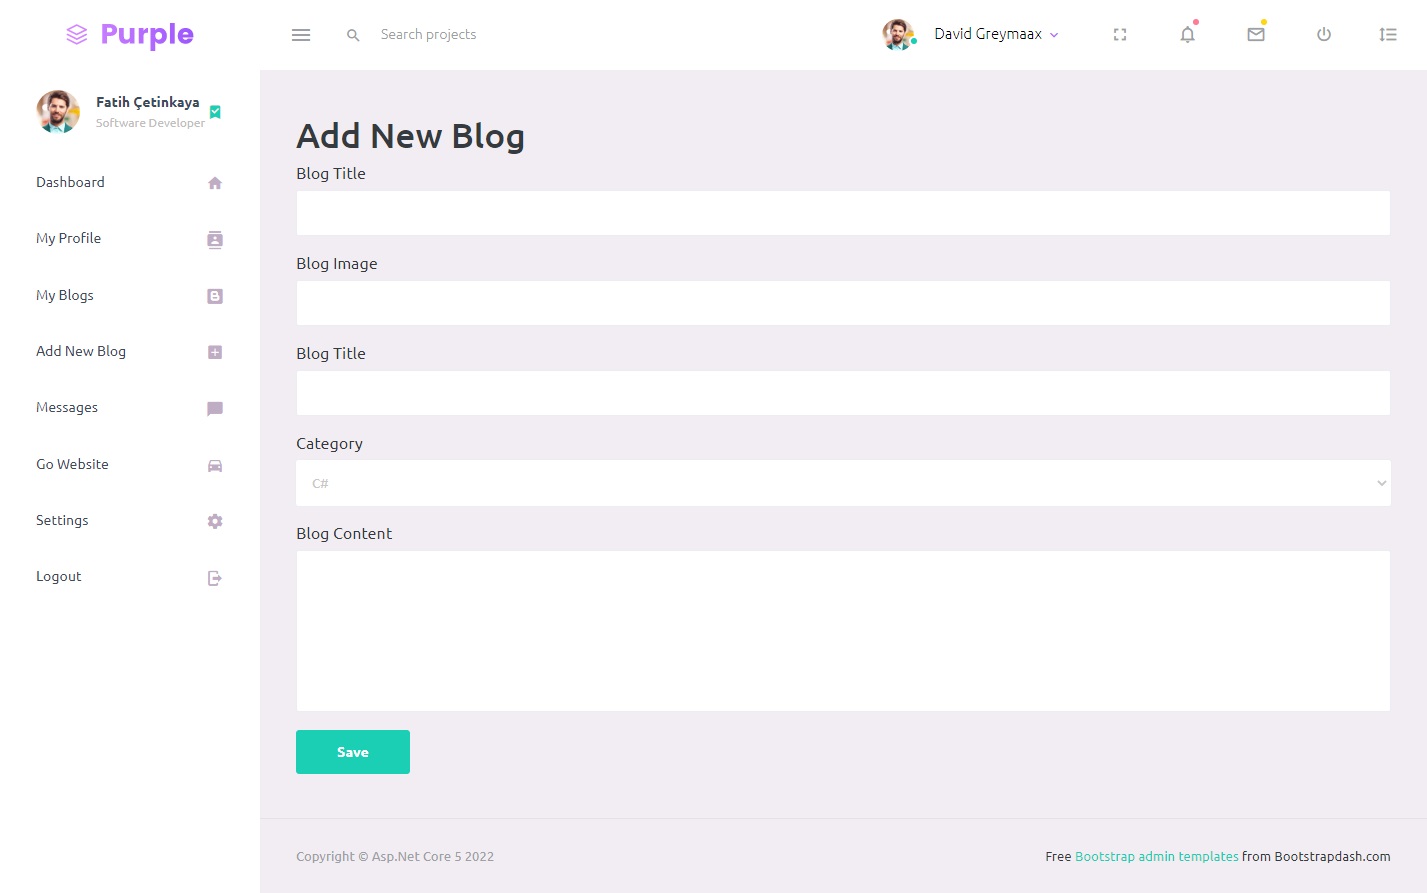 Purple
Search projects
David Greymaax
Fatih Çetinkaya
Software Developer
Dashboard
My Profile
My Blogs
Add New Blog
Messages
Go Website
Settings
Logout
Add New Blog
Blog Title
Blog Image
Blog Title
Category
C#
Blog Content
Save
Copyright © Asp.Net Core 5 2022
Free Bootstrap admin templates from Bootstrapdash.com